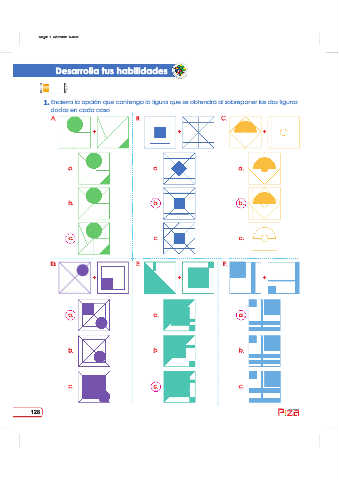 Desarrolla tus habilidades
1. Encierra la opción que contenga la figura que se obtendrá al sobreponer las dos figuras
dadas en cada caso.
A. + B. + C. +
a. a. a.
b. b. b.
c. c. c.
D. + E. + F. +
a. a. a.
b. b. b.
c. c. c.
128